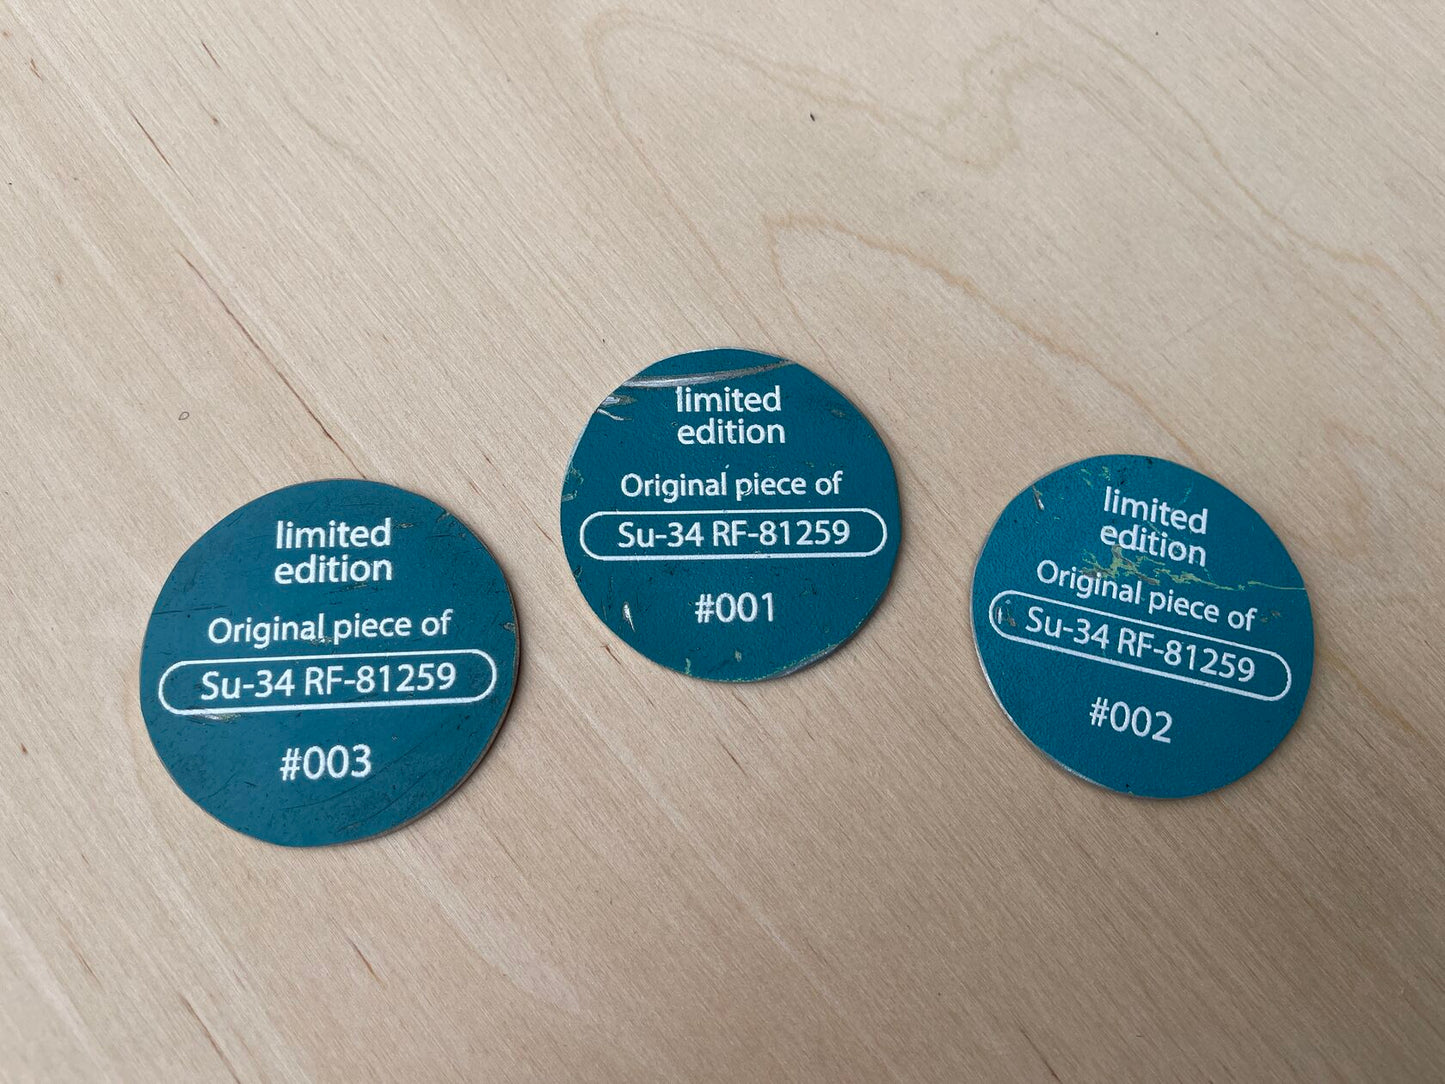 limited
edition
Original piece of
Su-34 RF-81259
#003
limited
edition
Original piece of
Su-34 RF-81259
#001
limited
edition
Original piece of
Su-34 RF-81259
#002